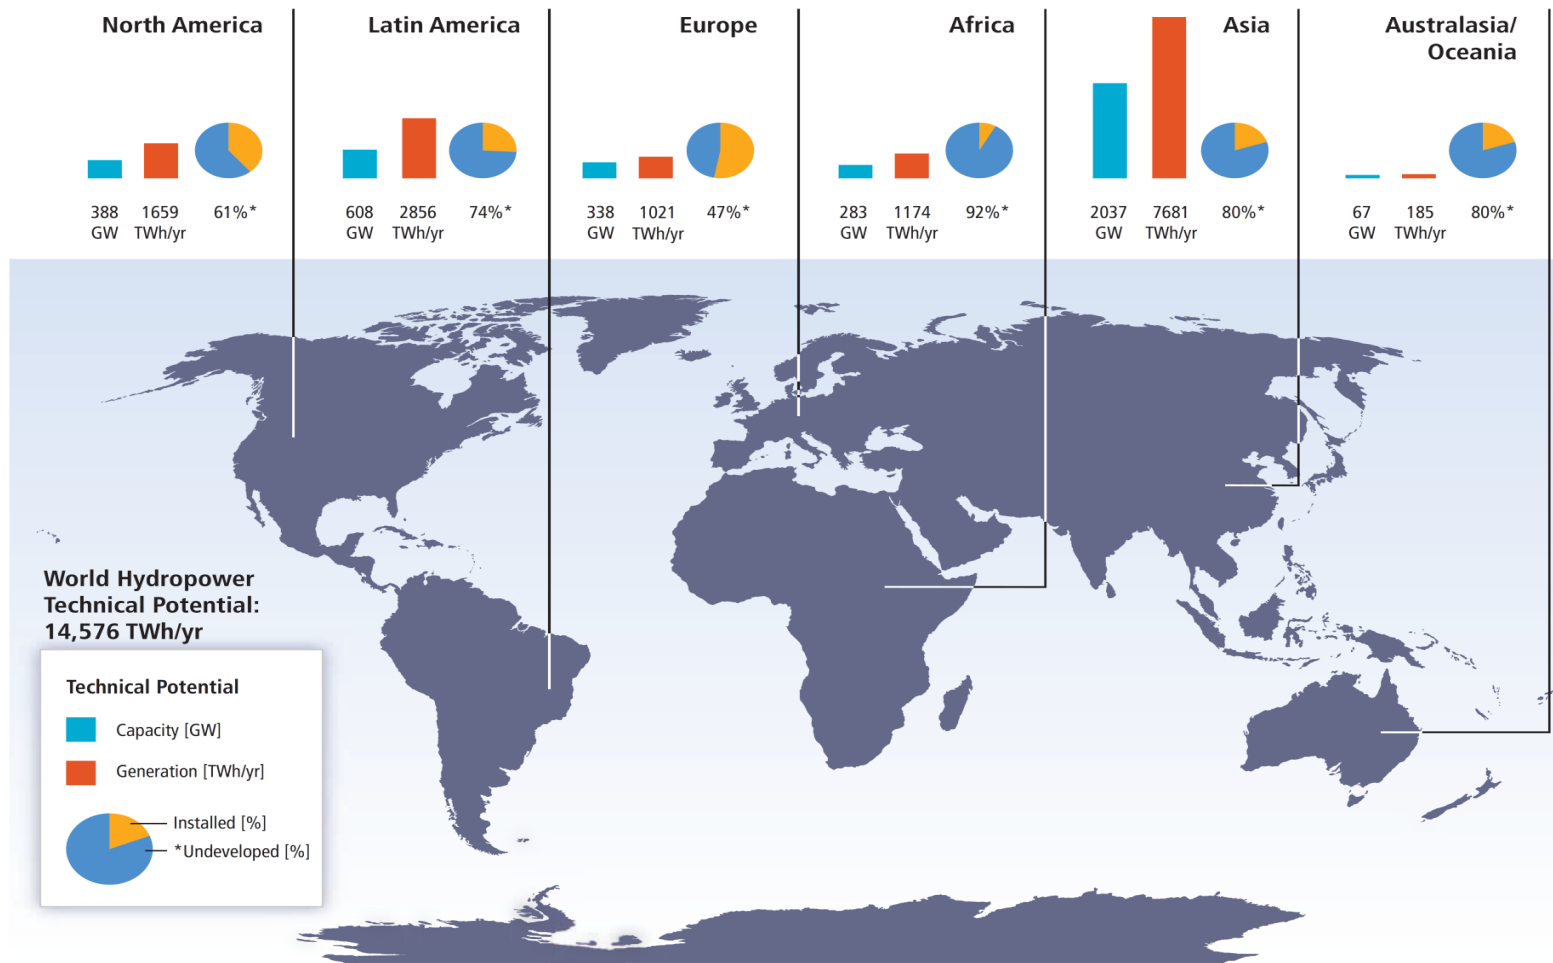 North America
388
GW
1659
TWh/yr
61%*
Latin America
608
GW
2856
TWh/yr
74%*
Europe
338
GW
1021
TWh/yr
47%*
Africa
283
GW
1174
TWh/yr
92%*
Asia
2037
GW
7681
TWh/yr
80%*
Australasia/
Oceania
67
GW
185
TWh/yr
80%*
World Hydropower
Technical Potential:
14,576 TWh/yr
Technical Potential
Capacity [GW]
Generation [TWh/yr]
Installed [%]
*Undeveloped [%]